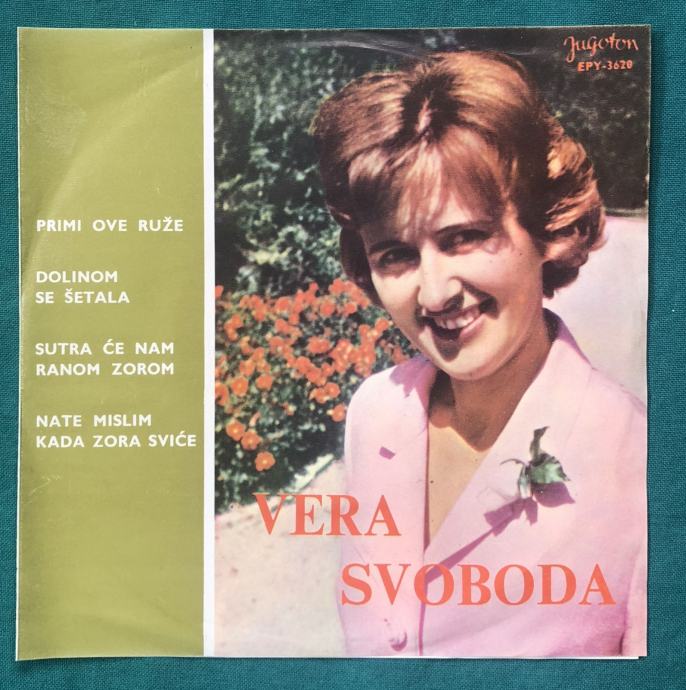 Jugoton
EPY-3620
PRIMI OVE RUŽE
DOLINOM
SE ŠETALA
SUTRA ĆE NAM
RANOM ZOROM
NATE MISLIM
KADA ZORA SVIĆE
VERA
SVOBODA